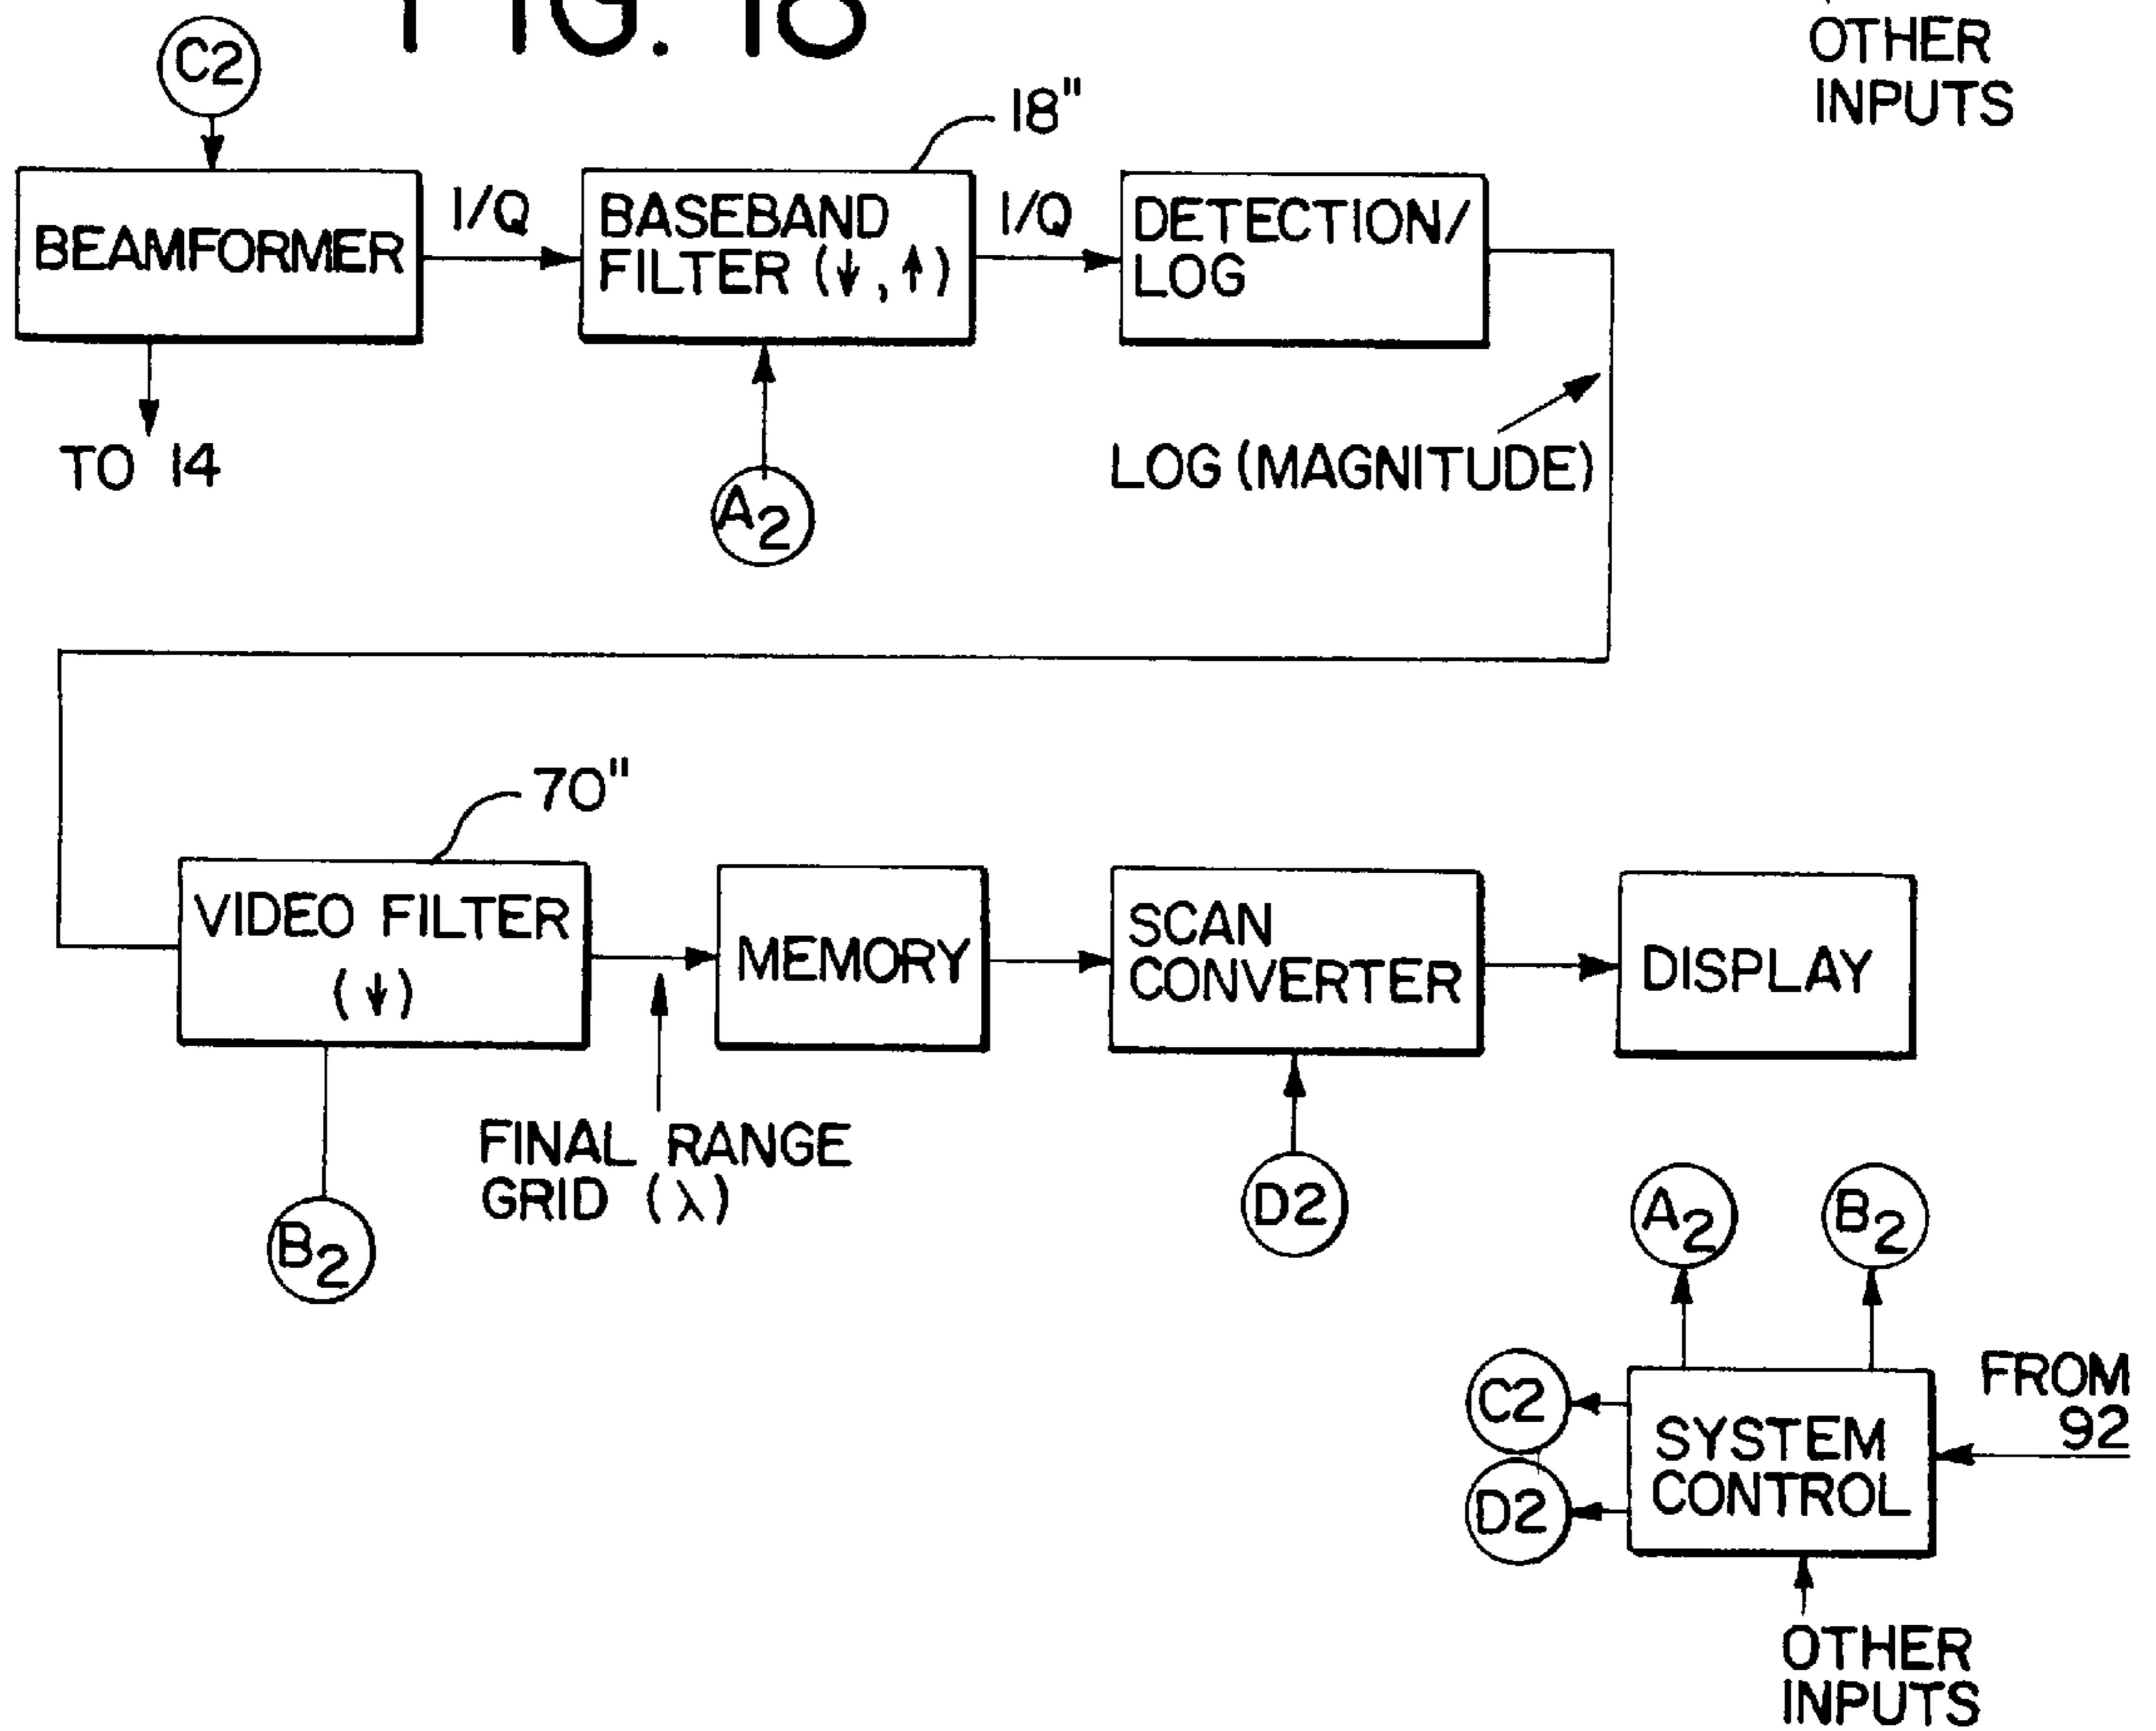 FIG. 18
OTHER
INPUTS
C2
18"
BEAMFORMER
I/Q
BASEBAND
FILTER (↓,↑)
I/Q
DETECTION/
LOG
TO 14
A2
LOG (MAGNITUDE)
70"
VIDEO FILTER
(↓)
MEMORY
SCAN
CONVERTER
DISPLAY
FINAL RANGE
GRID (λ)
B2
D2
A2
B2
C2
D2
SYSTEM
CONTROL
FROM
92
OTHER
INPUTS